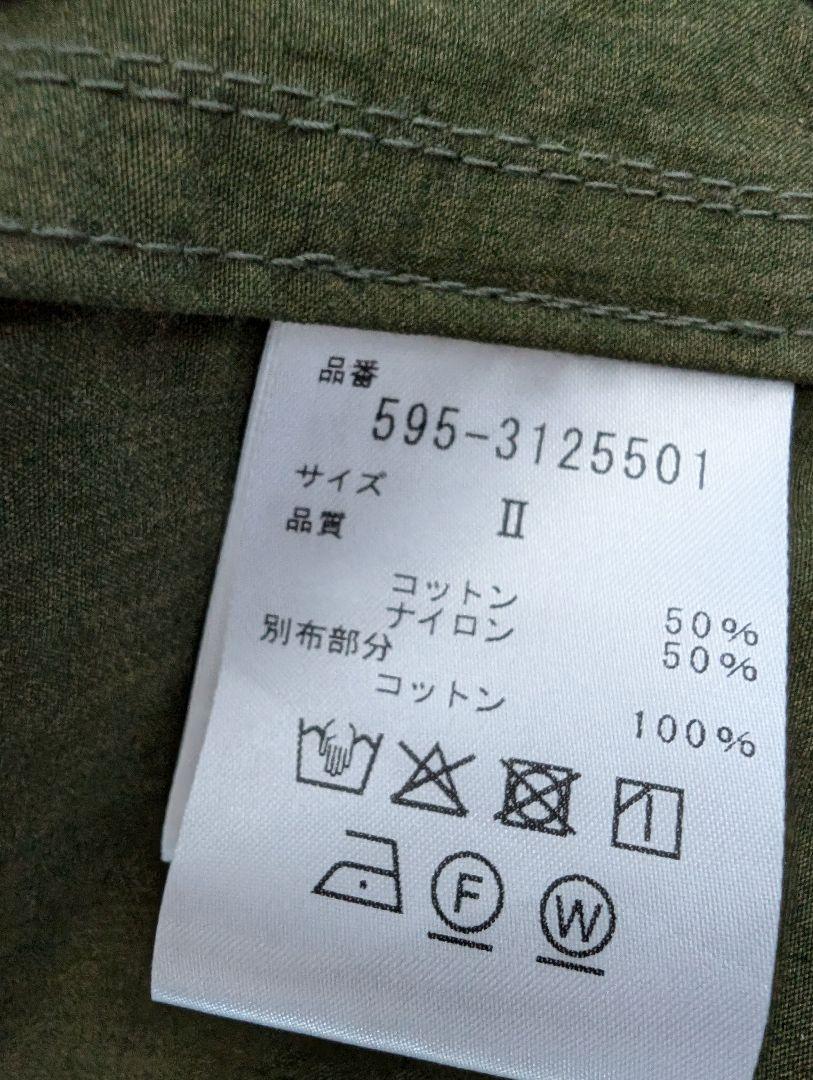 品番
595-3125501
サイズ
Ⅱ
品質
コットン 50%
ナイロン 50%
別布部分
コットン 100%
F
W